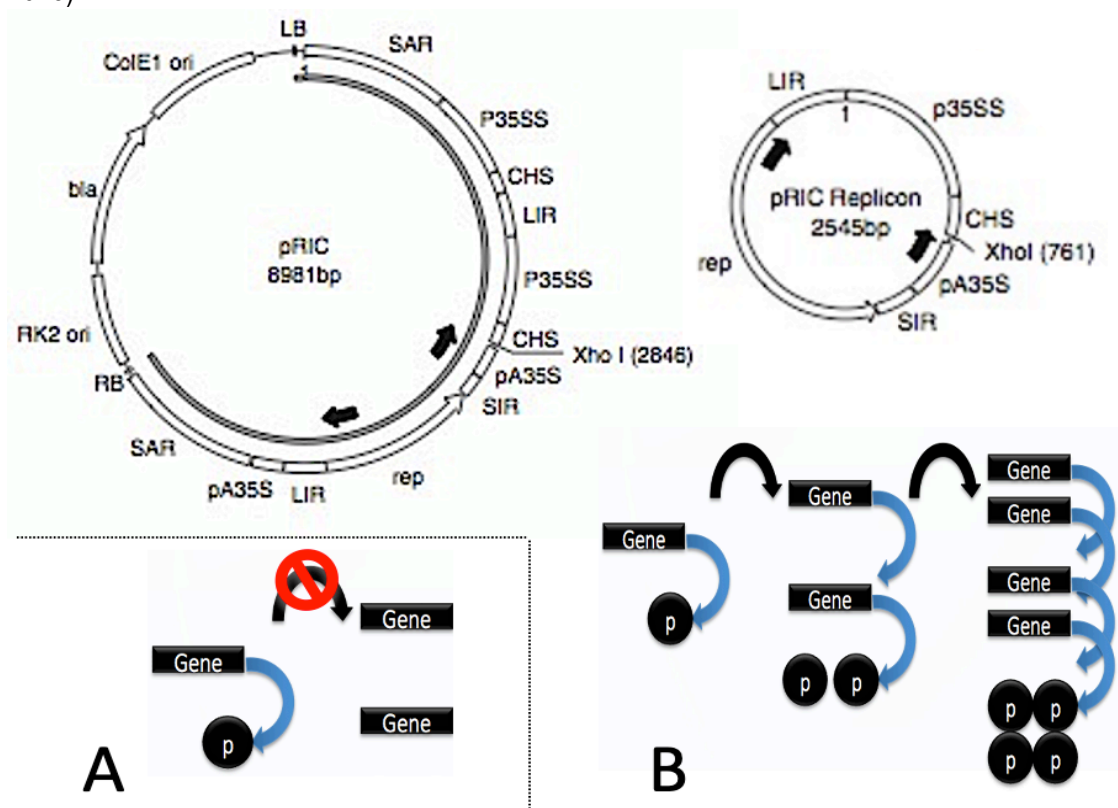 LB
SAR
ColE1 ori
1
P35SS
CHS
LIR
bla
pRIC
8981bp
P35SS
RK2 ori
CHS
Xho I (2846)
pA35S
RB
SIR
SAR
rep
pA35S
LIR
LIR
p35SS
1
pRIC Replicon
2545bp
CHS
XhoI (761)
rep
pA35S
SIR
Gene
p
Gene
Gene
A
Gene
p
Gene
Gene
p
p
Gene
Gene
Gene
Gene
p
p
p
p
B